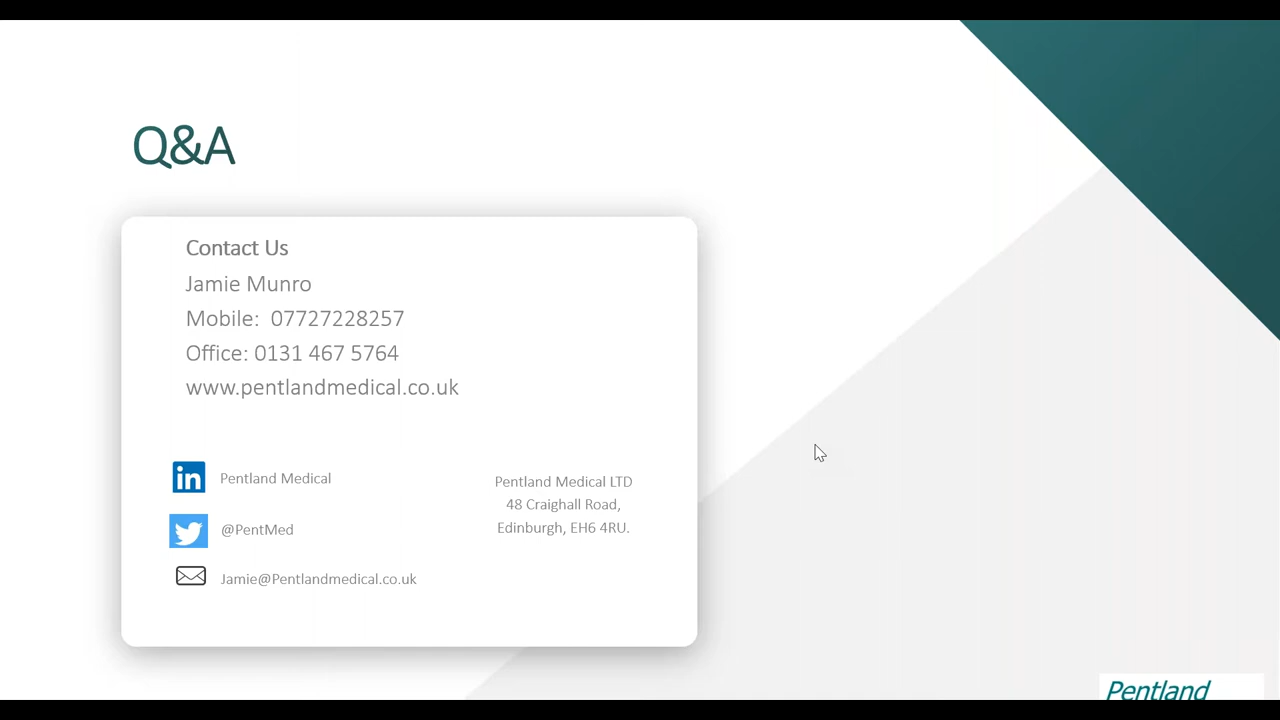 Q&A
Contact Us
Jamie Munro
Mobile:  07727228257
Office: 0131 467 5764
www.pentlandmedical.co.uk
in
Pentland Medical
@PentMed
Jamie@Pentlandmedical.co.uk
Pentland Medical LTD
48 Craighall Road,
Edinburgh, EH6 4RU.
Pentland